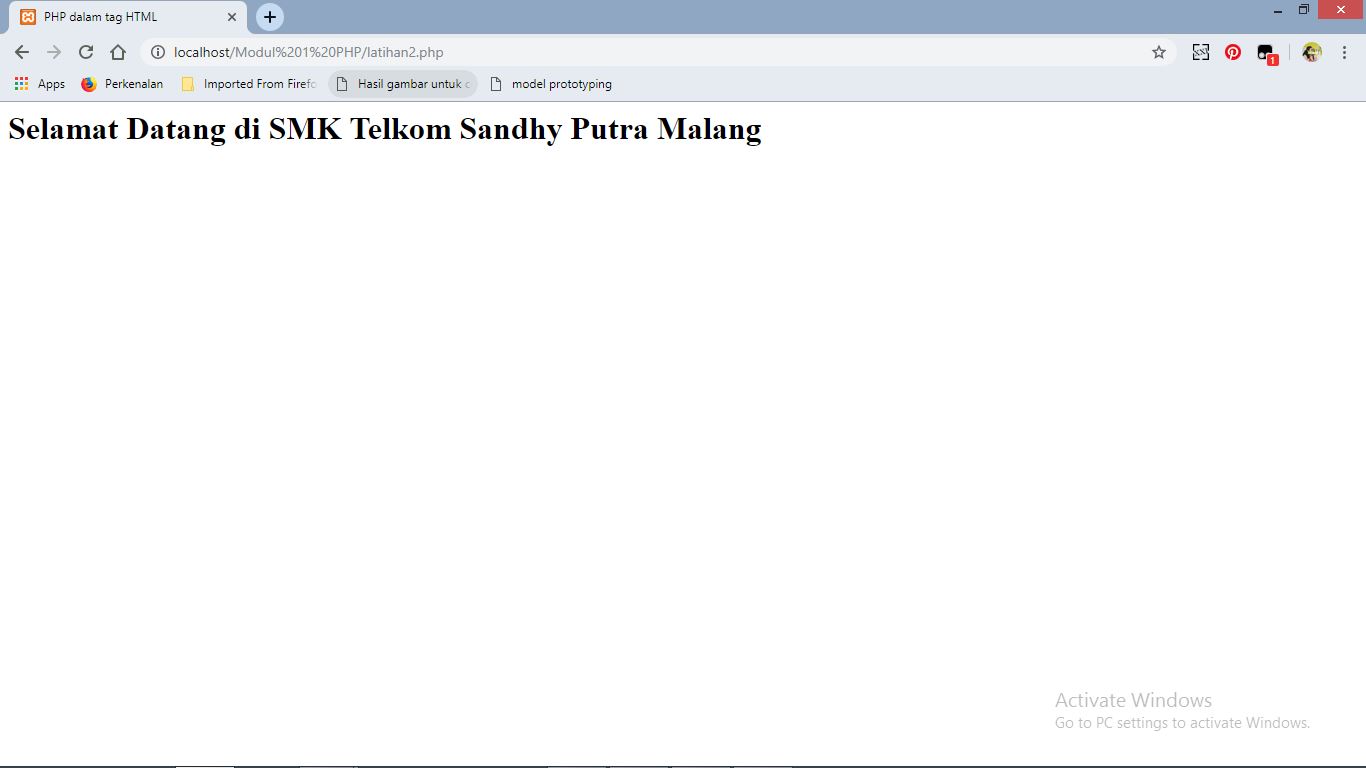 PHP dalam tag HTML
localhost/Modul%201%20PHP/latihan2.php
1
Apps Perkenalan Imported From Firefo Hasil gambar untuk c model prototyping
Selamat Datang di SMK Telkom Sandhy Putra Malang
Activate Windows
Go to PC settings to activate Windows.